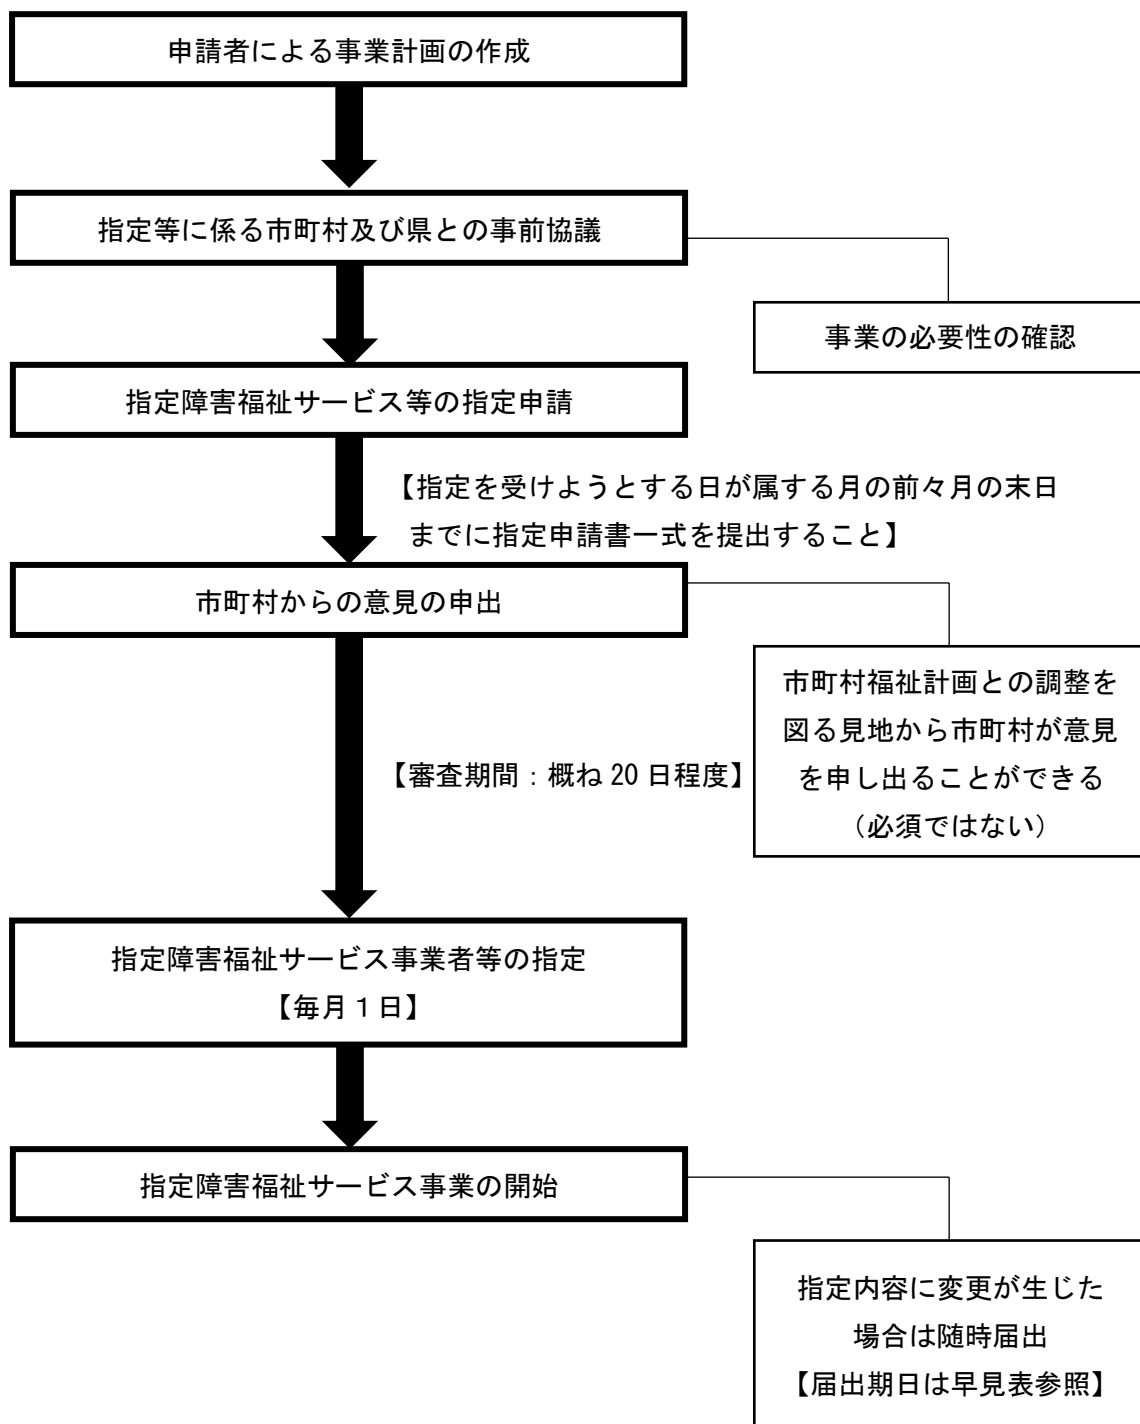 申請者による事業計画の作成
指定等に係る市町村及び県との事前協議
事業の必要性の確認
指定障害福祉サービス等の指定申請
【指定を受けようとする日が属する月の前々月の末日
までに指定申請書一式を提出すること】
市町村からの意見の申出
市町村福祉計画との調整を
図る見地から市町村が意見
を申し出ることができる
（必須ではない）
【審査期間：概ね 20 日程度】
指定障害福祉サービス事業者等の指定
【毎月１日】
指定障害福祉サービス事業の開始
指定内容に変更が生じた
場合は随時届出
【届出期日は早見表参照】